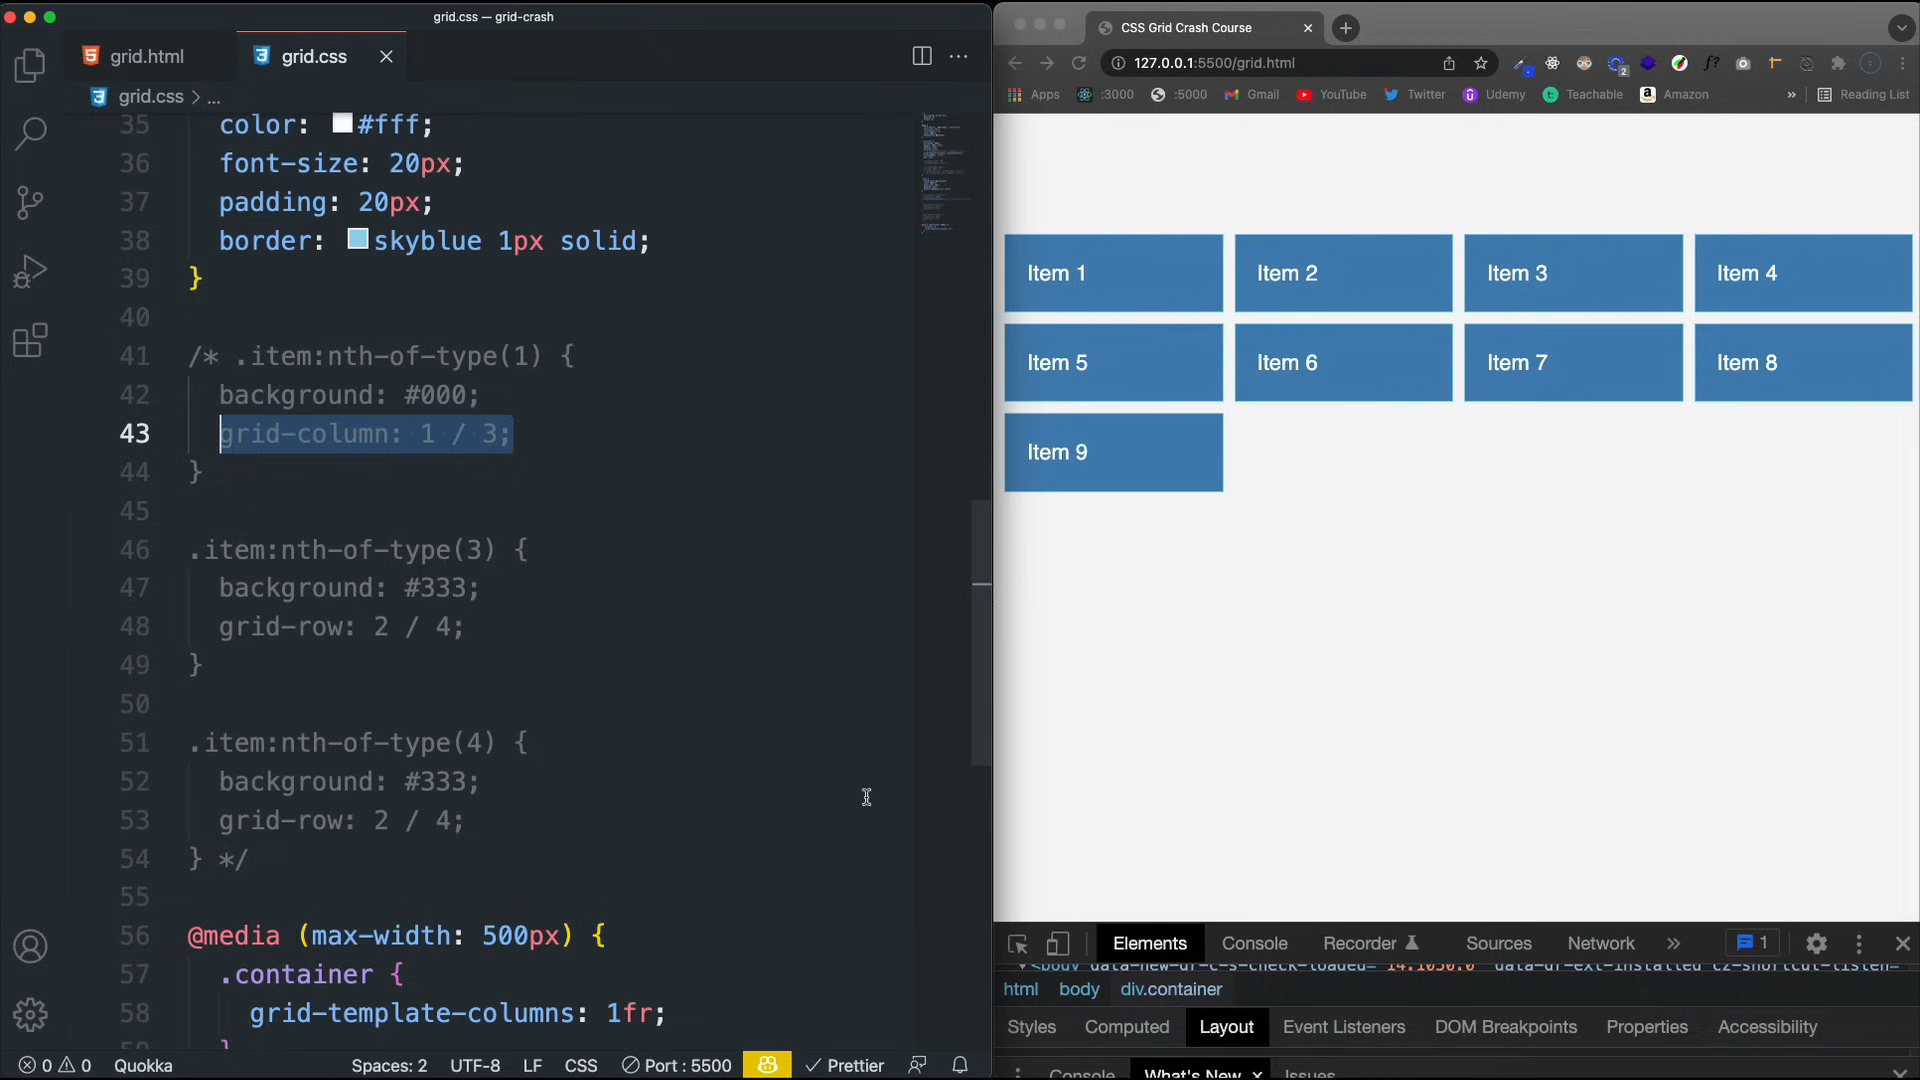 grid.css — grid-crash
grid.html
grid.css
grid.css > ...
35 color: #fff;
36 font-size: 20px;
37 padding: 20px;
38 border: skyblue 1px solid;
39 }
40
41 /* .item:nth-of-type(1) {
42 background: #000;
43 grid-column: 1 / 3;
44 }
45
46 .item:nth-of-type(3) {
47 background: #333;
48 grid-row: 2 / 4;
49 }
50
51 .item:nth-of-type(4) {
52 background: #333;
53 grid-row: 2 / 4;
54 } */
55
56 @media (max-width: 500px) {
57 .container {
58 grid-template-columns: 1fr;
0 0 Quokka Spaces: 2 UTF-8 LF CSS Port : 5500 Prettier
CSS Grid Crash Course
127.0.0.1:5500/grid.html
Apps :3000 :5000 Gmail YouTube Twitter Udemy Teachable Amazon » Reading List
Item 1 Item 2 Item 3 Item 4
Item 5 Item 6 Item 7 Item 8
Item 9
Elements Console Recorder Sources Network » 1
html body div.container
Styles Computed Layout Event Listeners DOM Breakpoints Properties Accessibility
Console What's New Issues